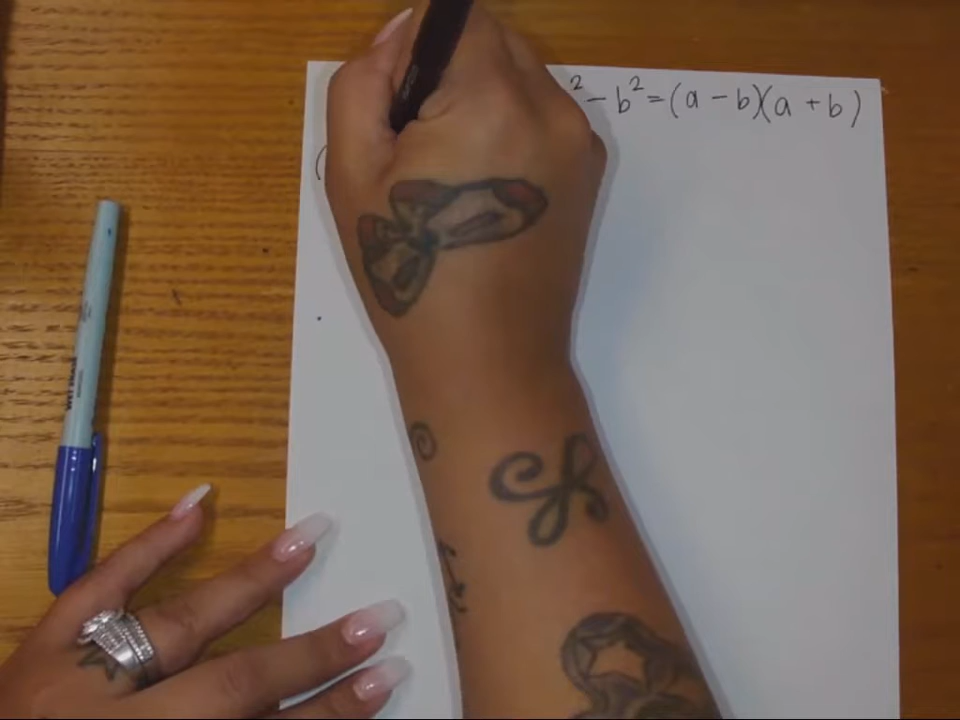 ² - b² = (a - b)(a + b)
(